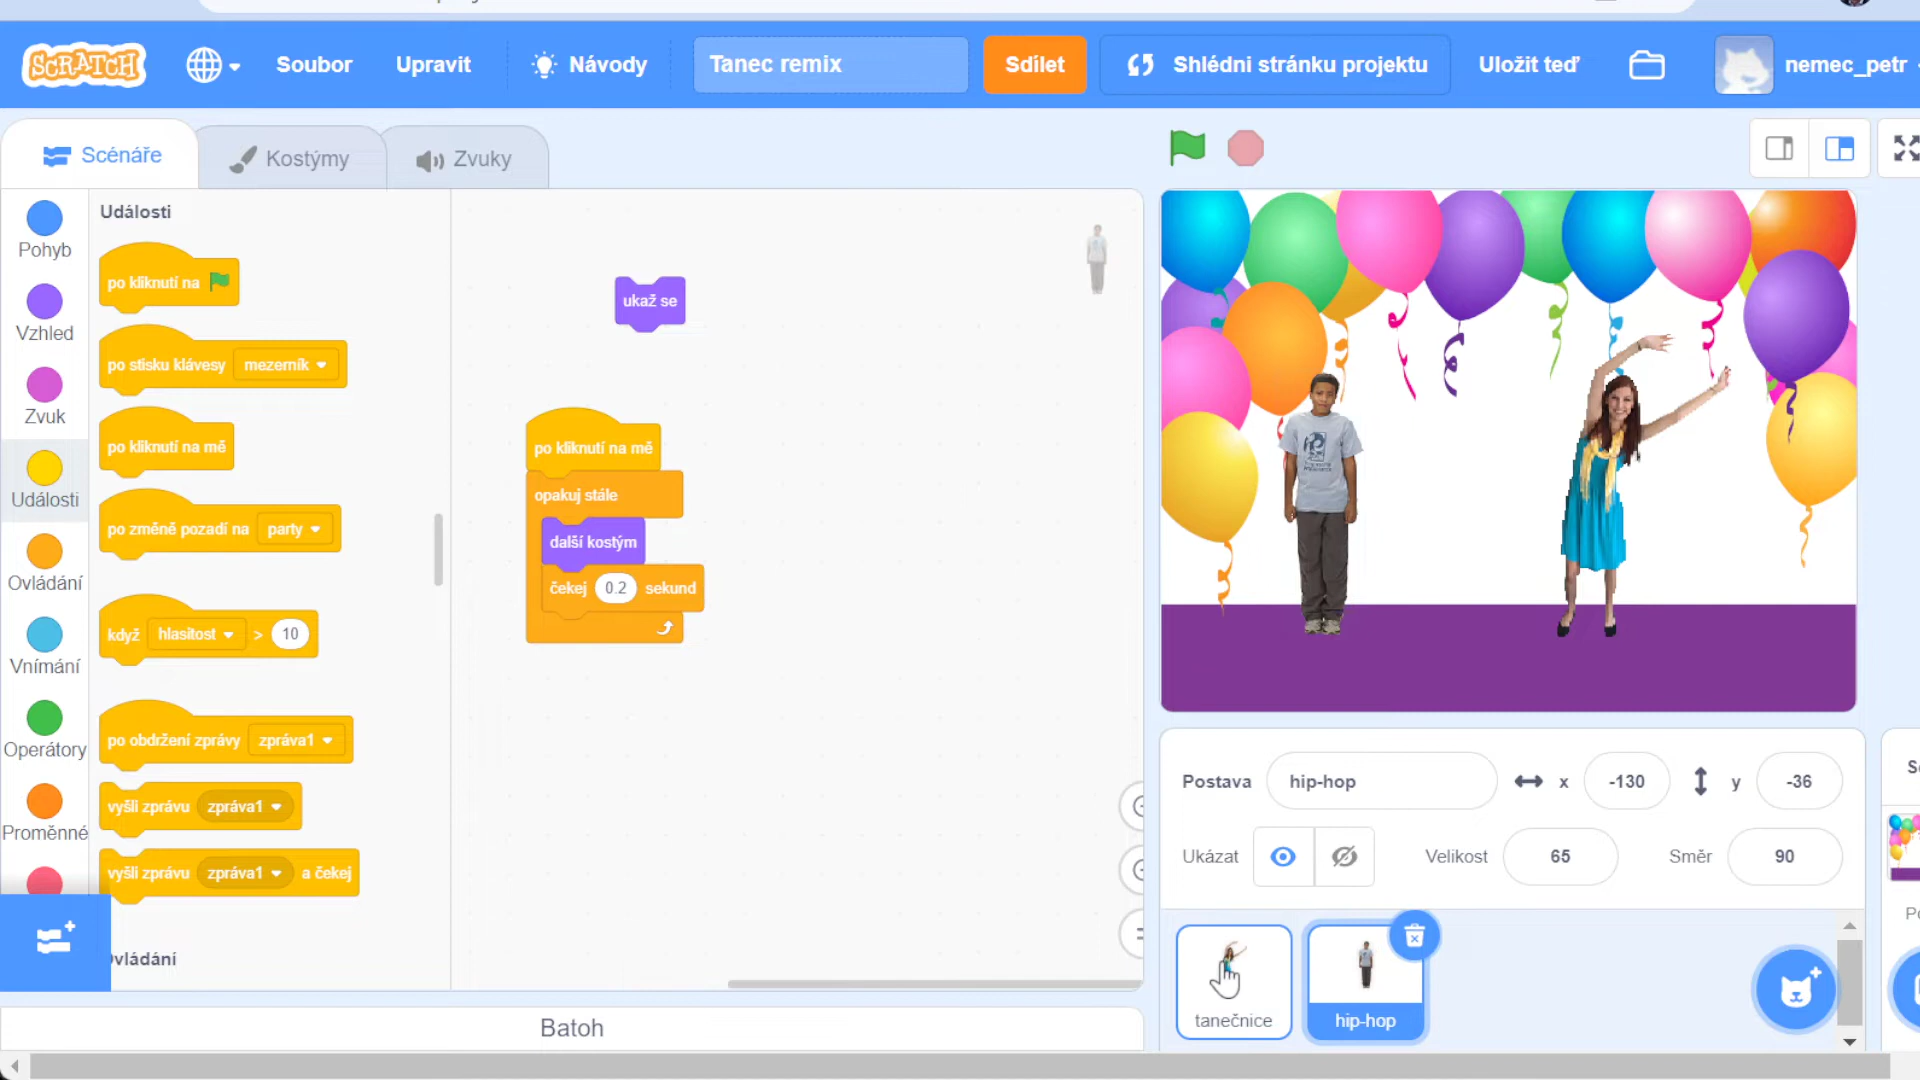 SCRATCH
Soubor
Upravit
Návody
Tanec remix
Sdílet
Shlédni stránku projektu
Uložit teď
nemec_petr
Scénáře
Kostýmy
Zvuky
Pohyb
Vzhled
Zvuk
Události
Ovládání
Vnímání
Operátory
Proměnné
Události
po kliknutí na
po stisku klávesy mezerník
po kliknutí na mě
po změně pozadí na party
když hlasitost > 10
po obdržení zprávy zpráva1
vyšli zprávu zpráva1
vyšli zprávu zpráva1 a čekej
vládání
ukaž se
po kliknutí na mě
opakuj stále
další kostým
čekej 0.2 sekund
Batoh
Postava hip-hop x -130 y -36
Ukázat Velikost 65 Směr 90
tanečnice
hip-hop